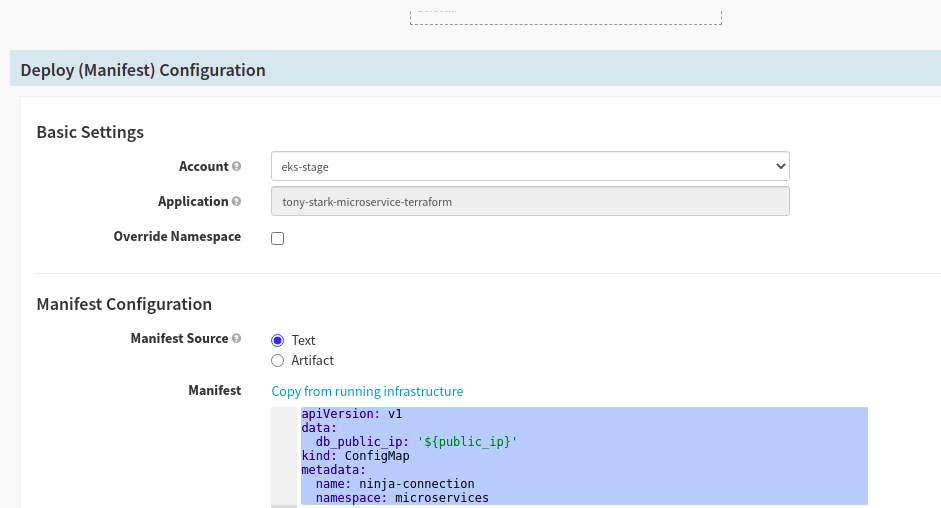 Deploy (Manifest) Configuration
Basic Settings
Account
eks-stage
Application
tony-stark-microservice-terraform
Override Namespace
Manifest Configuration
Manifest Source
Text
Artifact
Manifest
Copy from running infrastructure
apiVersion: v1
data:
  db_public_ip: '${public_ip}'
kind: ConfigMap
metadata:
  name: ninja-connection
  namespace: microservices